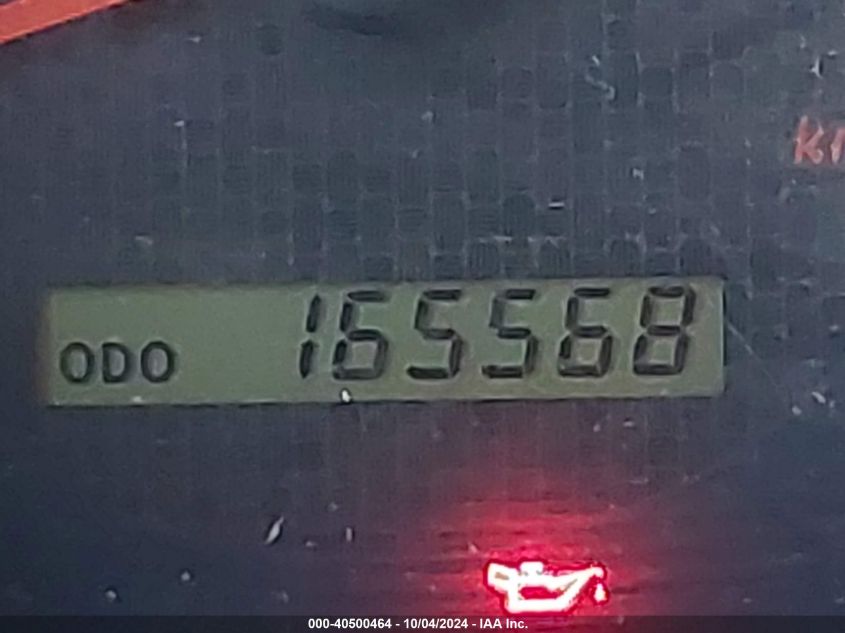 ODO 165568
000-40500464 - 10/04/2024 - IAA Inc.